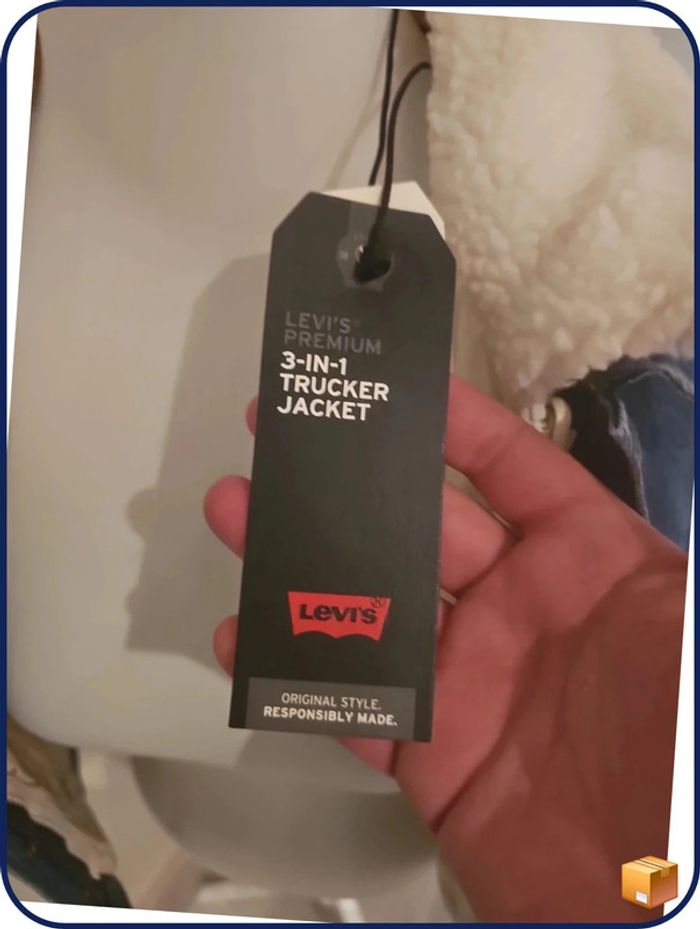 LEVI'S
PREMIUM
3-IN-1
TRUCKER
JACKET
Levi's®
ORIGINAL STYLE.
RESPONSIBLY MADE.